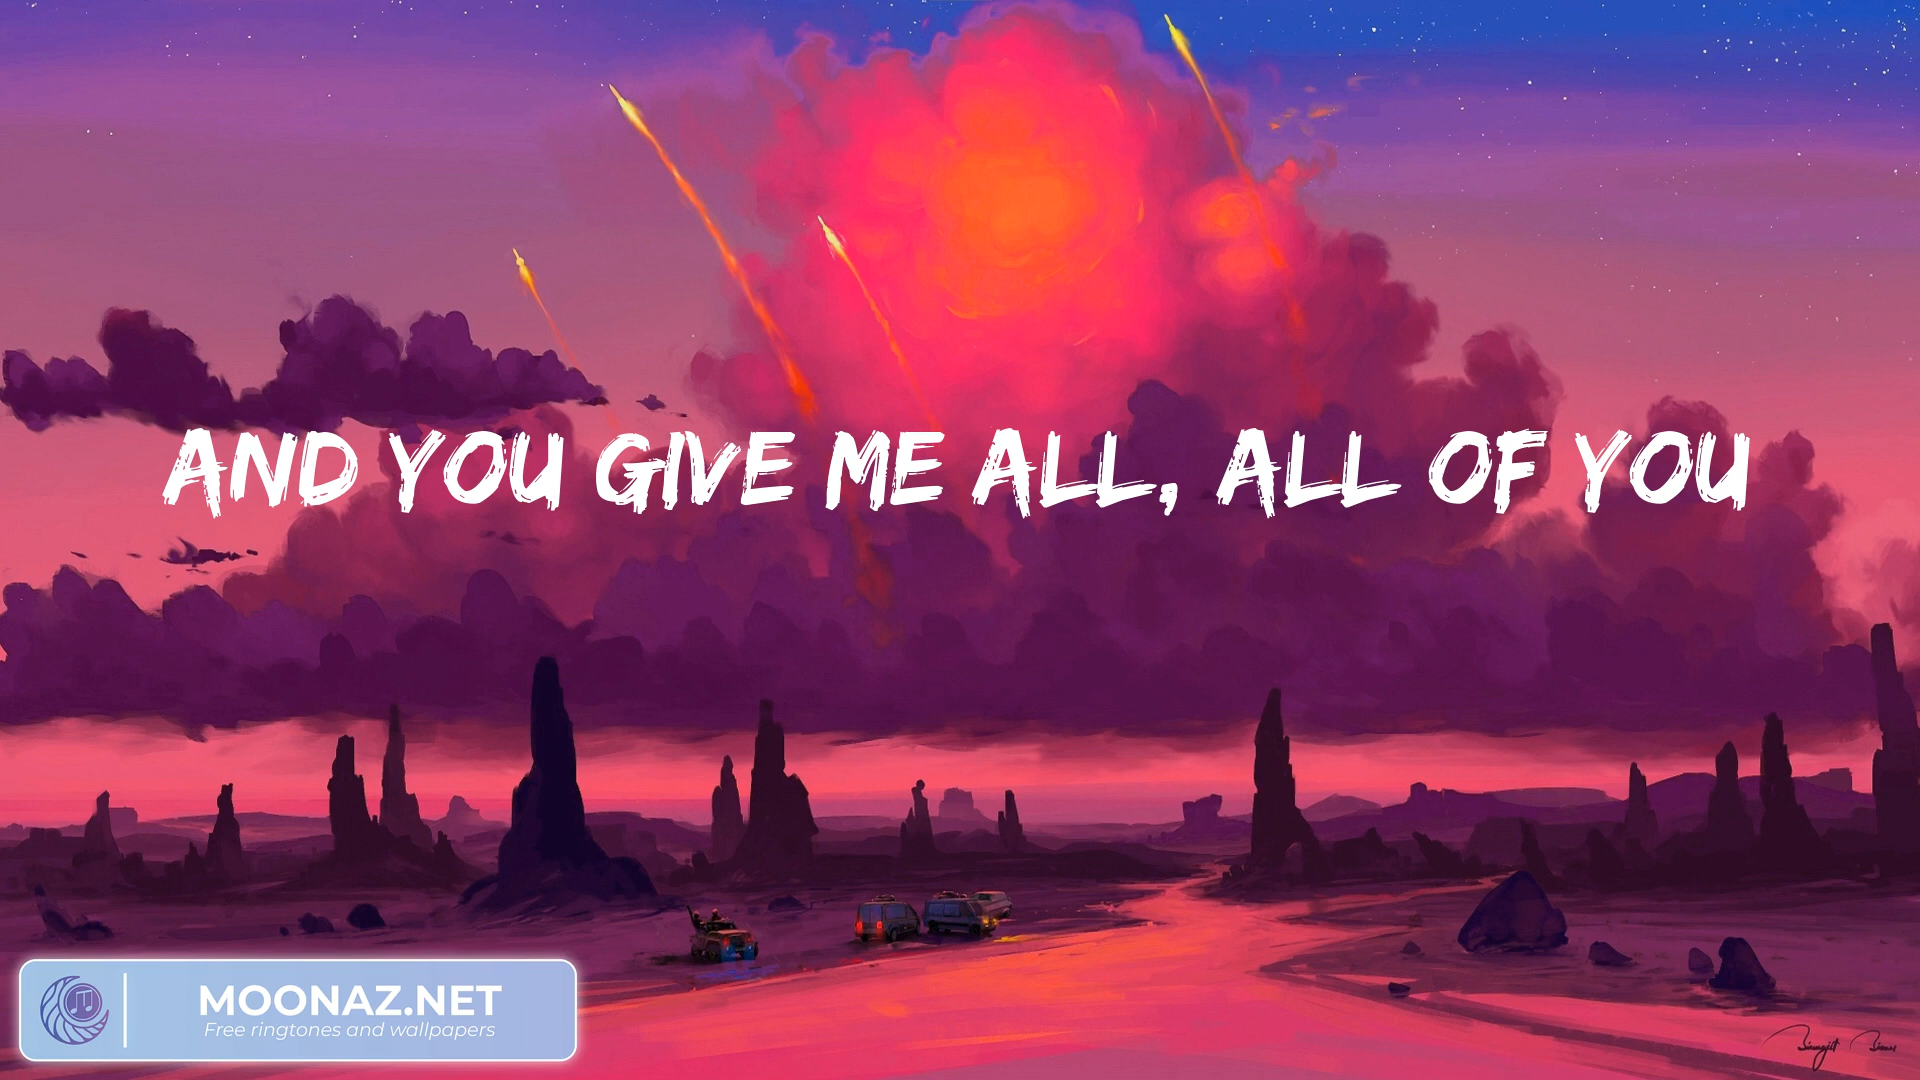 AND YOU GIVE ME ALL, ALL OF YOU
MOONAZ.NET
Free ringtones and wallpapers